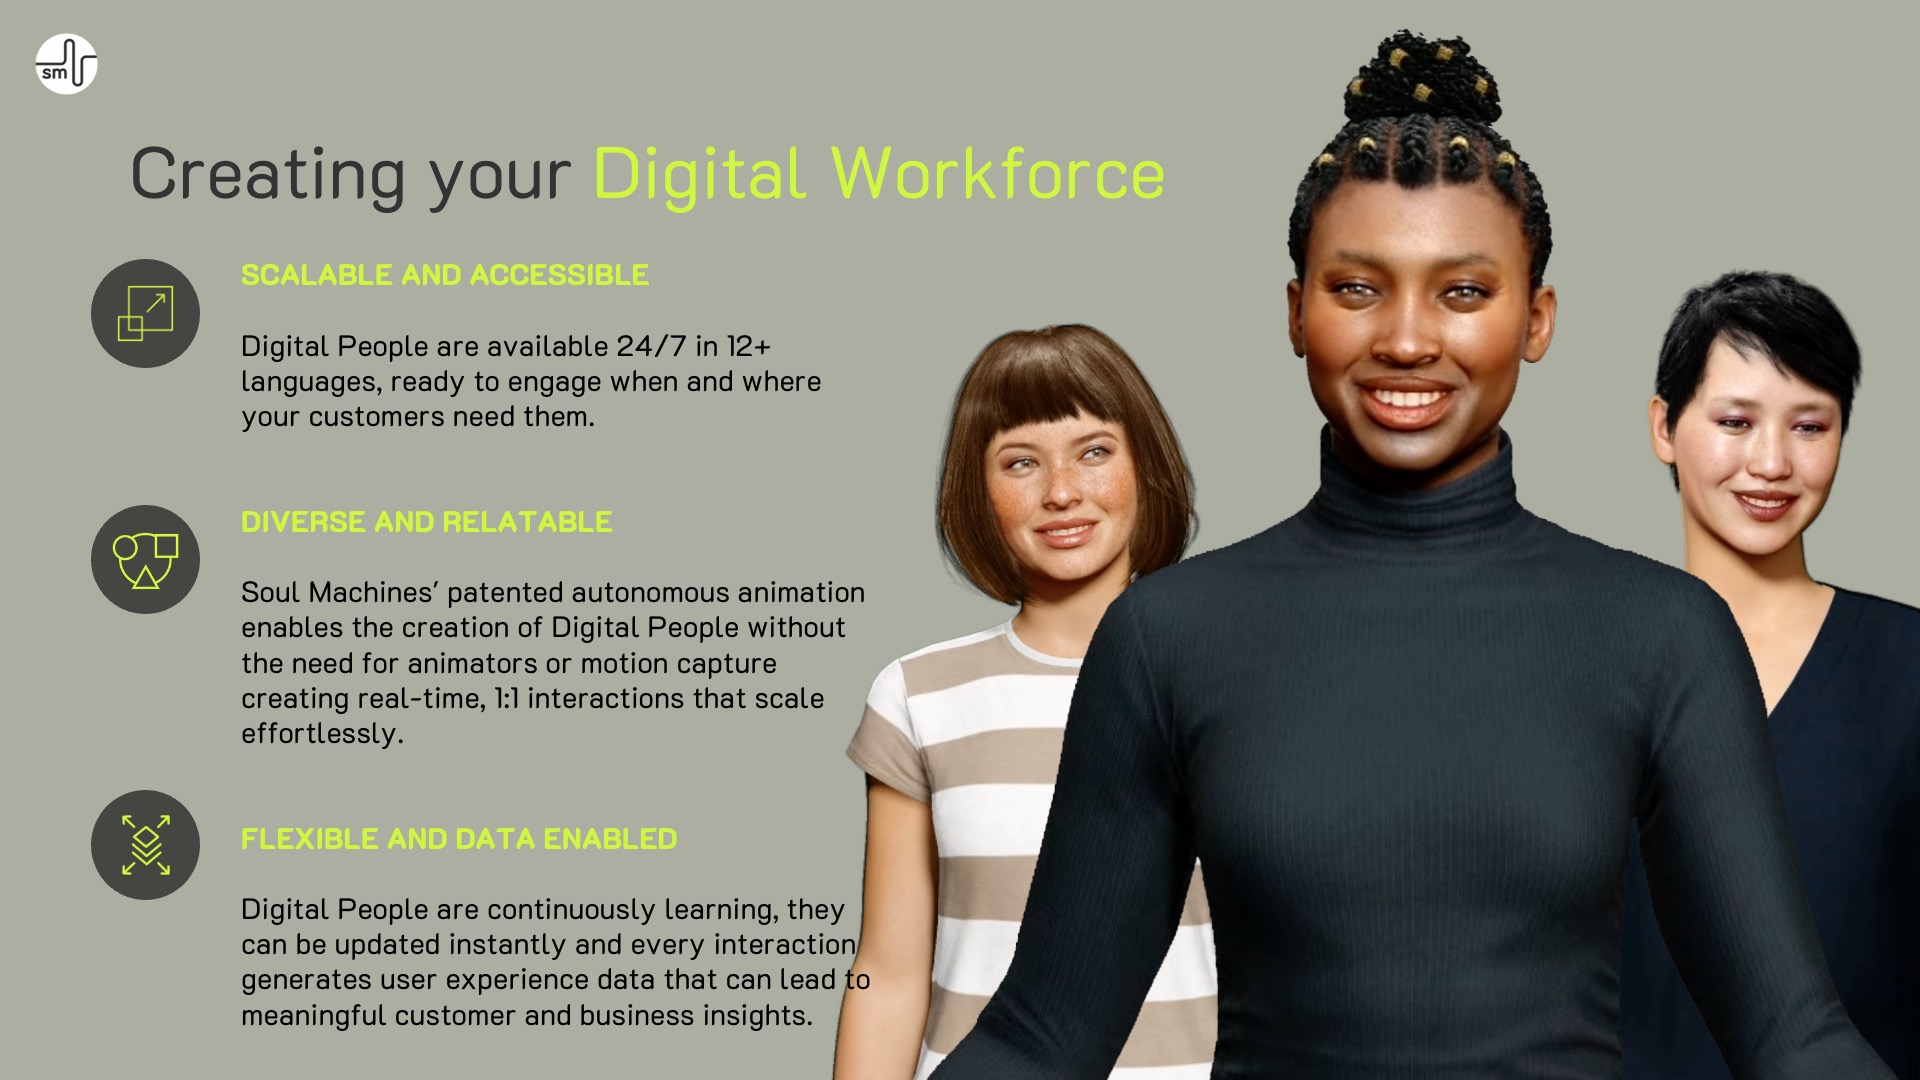 sm
Creating your Digital Workforce
SCALABLE AND ACCESSIBLE
Digital People are available 24/7 in 12+
languages, ready to engage when and where
your customers need them.
DIVERSE AND RELATABLE
Soul Machines' patented autonomous animation
enables the creation of Digital People without
the need for animators or motion capture
creating real-time, 1:1 interactions that scale
effortlessly.
FLEXIBLE AND DATA ENABLED
Digital People are continuously learning, they
can be updated instantly and every interaction
generates user experience data that can lead to
meaningful customer and business insights.